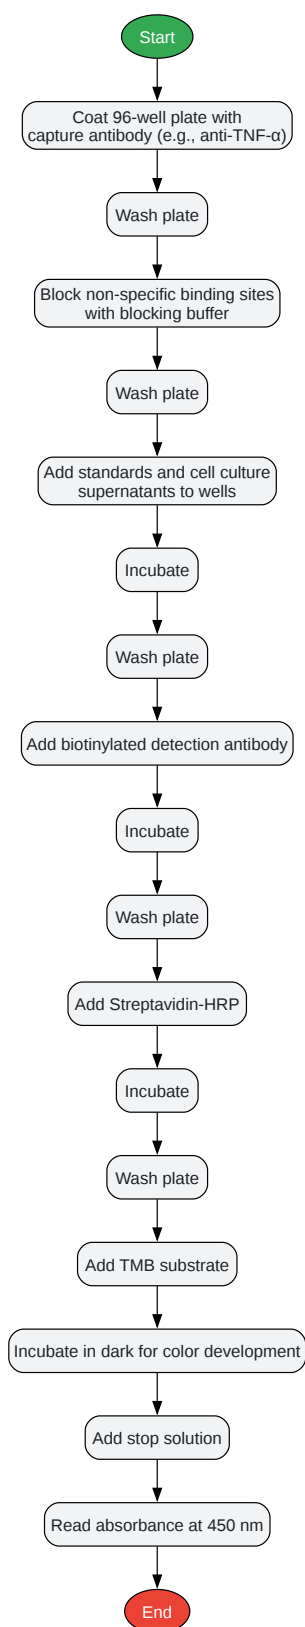 Start
Coat 96-well plate with
capture antibody (e.g., anti-TNF-α)
Wash plate
Block non-specific binding sites
with blocking buffer
Wash plate
Add standards and cell culture
supernatants to wells
Incubate
Wash plate
Add biotinylated detection antibody
Incubate
Wash plate
Add Streptavidin-HRP
Incubate
Wash plate
Add TMB substrate
Incubate in dark for color development
Add stop solution
Read absorbance at 450 nm
End